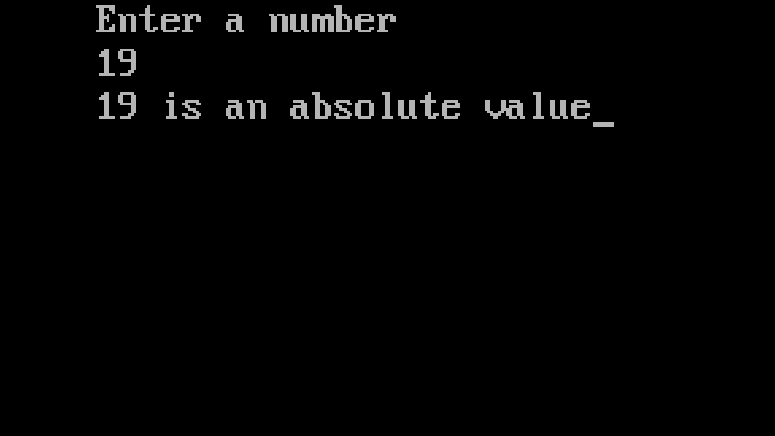 Enter a number
19
19 is an absolute value_